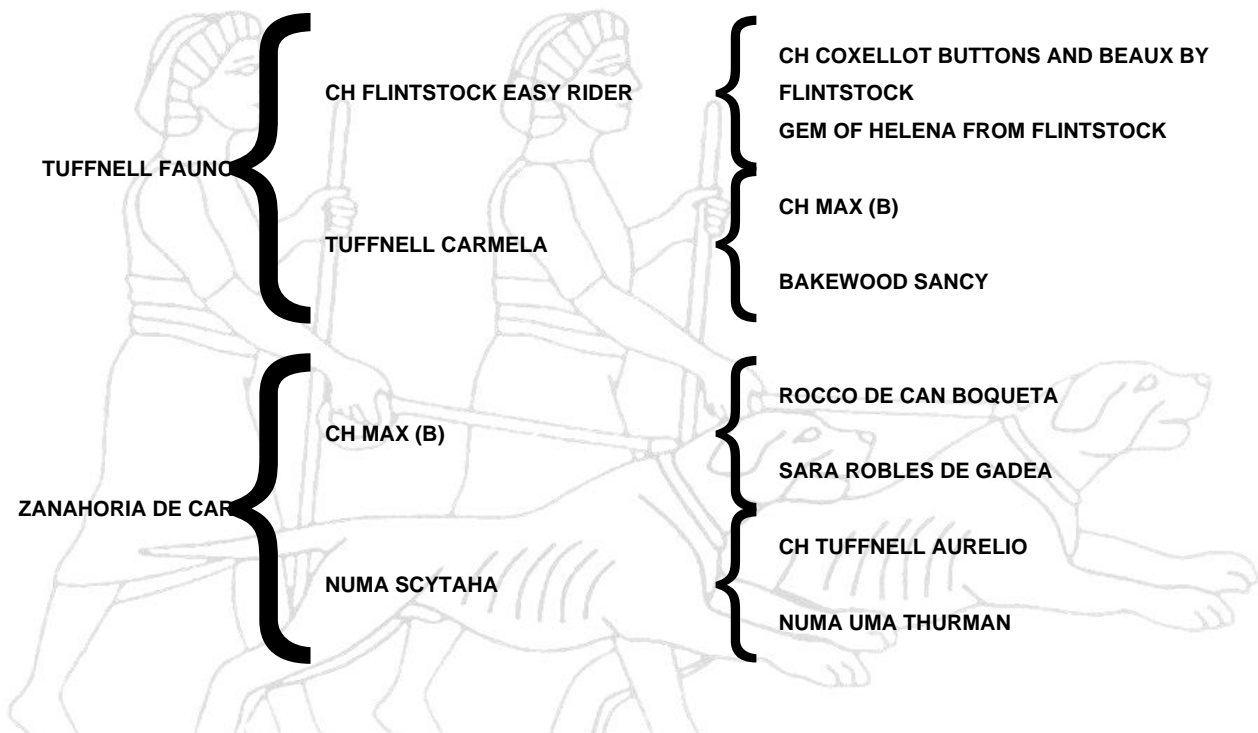 CH COXELLOT BUTTONS AND BEAUX BY
CH FLINTSTOCK EASY RIDER
FLINTSTOCK
GEM OF HELENA FROM FLINTSTOCK
TUFFNELL FAUNO
CH MAX (B)
TUFFNELL CARMELA
BAKEWOOD SANCY
ROCCO DE CAN BOQUETA
CH MAX (B)
SARA ROBLES DE GADEA
ZANAHORIA DE
CH TUFFNELL AURELIO
NUMA SCYTAHA
NUMA UMA THURMAN